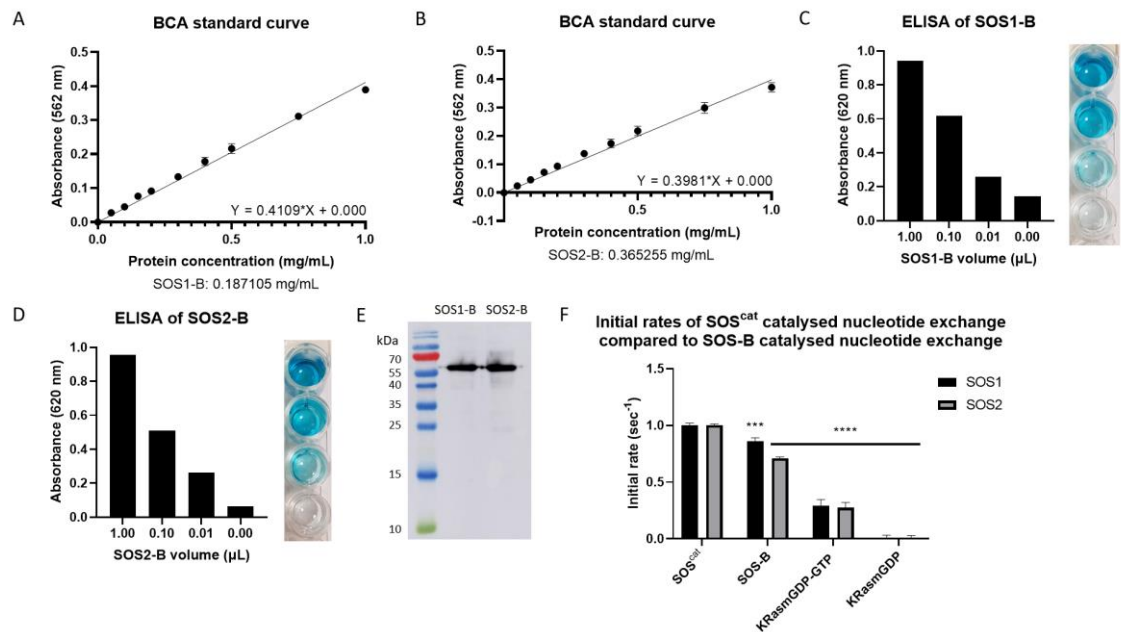 A
BCA standard curve
Absorbance (562 nm)
0.5
0.4
0.3
0.2
0.1
0.0
0.0
0.5
1.0
Y = 0.4109*X + 0.000
Protein concentration (mg/mL)
SOS1-B: 0.187105 mg/mL
B
BCA standard curve
Absorbance (562 nm)
0.5
0.4
0.3
0.2
0.1
0.0
-0.1
0.5
1.0
Y = 0.3981*X + 0.000
Protein concentration (mg/mL)
SOS2-B: 0.365255 mg/mL
C
ELISA of SOS1-B
Absorbance (620 nm)
1.0
0.8
0.6
0.4
0.2
0.0
1.00 0.10 0.01 0.00
SOS1-B volume (µL)
D
ELISA of SOS2-B
Absorbance (620 nm)
1.0
0.8
0.6
0.4
0.2
0.0
1.00 0.10 0.01 0.00
SOS2-B volume (µL)
E
SOS1-B SOS2-B
kDa
70
55
40
35
25
15
10
F
Initial rates of SOScat catalysed nucleotide exchange
compared to SOS-B catalysed nucleotide exchange
Initial rate (sec-1)
1.5
1.0
0.5
0.0
***
****
SOS1
SOS2
SOScat
SOS-B
KRasmGDP-GTP
KRasmGDP